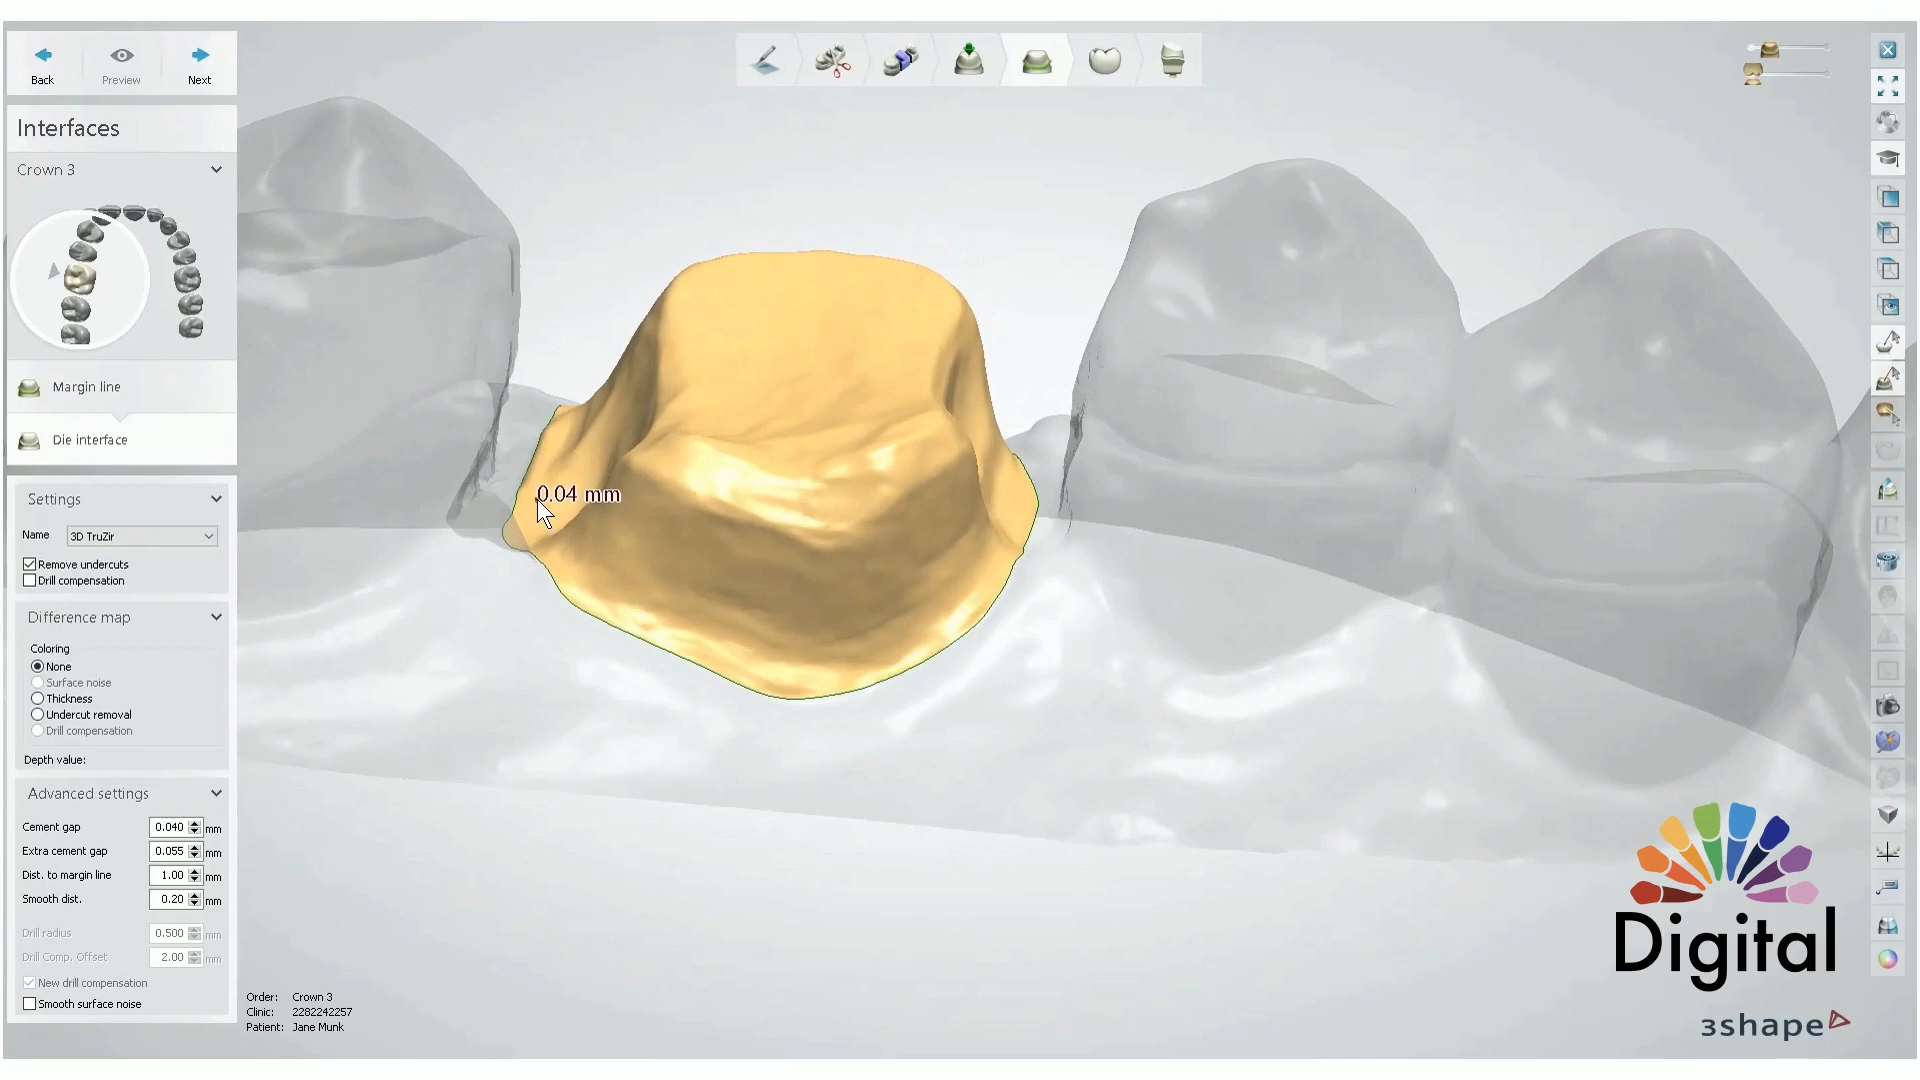 Back
Preview
Next
Interfaces
Crown 3
Margin line
Die interface
Settings
Name 3D TruZir
Remove undercuts
Drill compensation
Difference map
Coloring
None
Surface noise
Thickness
Undercut removal
Drill compensation
Depth value:
Advanced settings
Cement gap 0.040 mm
Extra cement gap 0.055 mm
Dist. to margin line 1.00 mm
Smooth dist. 0.20 mm
Drill radius 0.500 mm
Drill Comp. Offset 2.00 mm
New drill compensation
Smooth surface noise
0.04 mm
Order: Crown 3
Clinic: 2282242257
Patient: Jane Munk
Digital
3shape